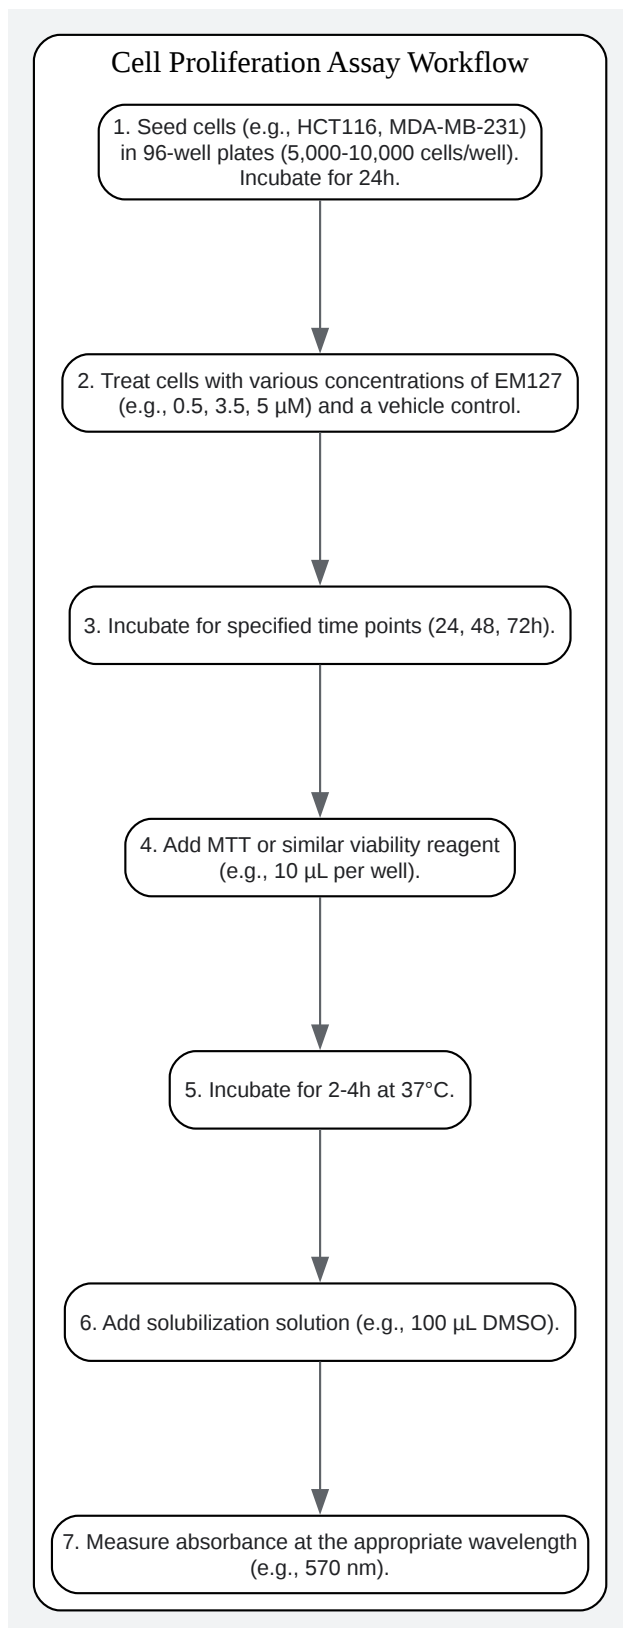 Cell Proliferation Assay Workflow
1. Seed cells (e.g., HCT116, MDA-MB-231)
in 96-well plates (5,000-10,000 cells/well).
Incubate for 24h.
2. Treat cells with various concentrations of EM127
(e.g., 0.5, 3.5, 5 µM) and a vehicle control.
3. Incubate for specified time points (24, 48, 72h).
4. Add MTT or similar viability reagent
(e.g., 10 µL per well).
5. Incubate for 2-4h at 37°C.
6. Add solubilization solution (e.g., 100 µL DMSO).
7. Measure absorbance at the appropriate wavelength
(e.g., 570 nm).